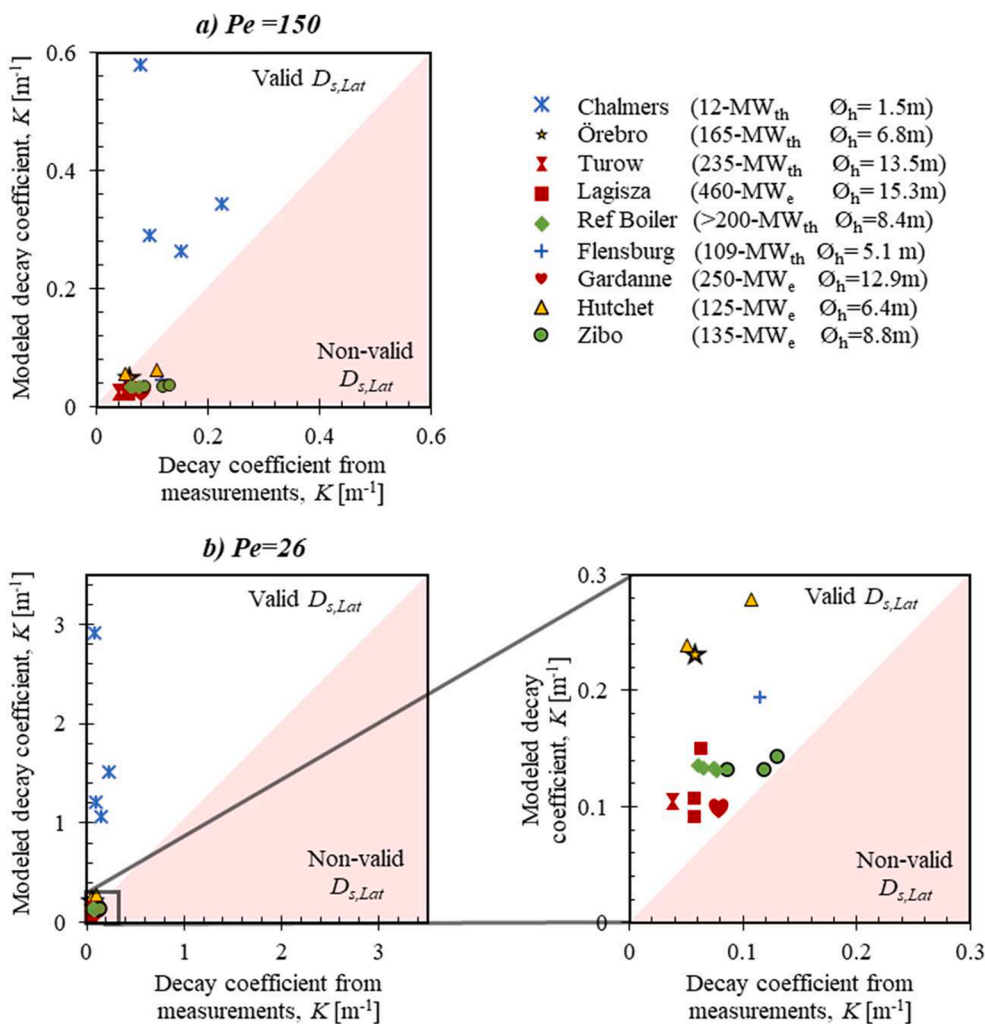 a) Pe =150
0.6
0.4
0.2
0
Modeled decay coefficient, K [m-1]
Valid Ds,Lat
Non-valid
Ds,Lat
0 0.2 0.4 0.6
Decay coefficient from
measurements, K [m-1]
Chalmers (12-MWth Øh= 1.5m)
Örebro (165-MWth Øh= 6.8m)
Turow (235-MWth Øh= 13.5m)
Lagisza (460-MWe Øh= 15.3m)
Ref Boiler (>200-MWth Øh=8.4m)
Flensburg (109-MWth Øh= 5.1 m)
Gardanne (250-MWe Øh=12.9m)
Hutchet (125-MWe Øh=6.4m)
Zibo (135-MWe Øh=8.8m)
b) Pe=26
3
2
1
0
Modeled decay coefficient, K [m-1]
Valid Ds,Lat
Non-valid
Ds,Lat
0 1 2 3
Decay coefficient from
measurements, K [m-1]
0.3
0.2
0.1
0
Modeled decay
coefficient, K [m-1]
Valid Ds,Lat
Non-valid
Ds,Lat
0 0.1 0.2 0.3
Decay coefficient from
measurements, K [m-1]